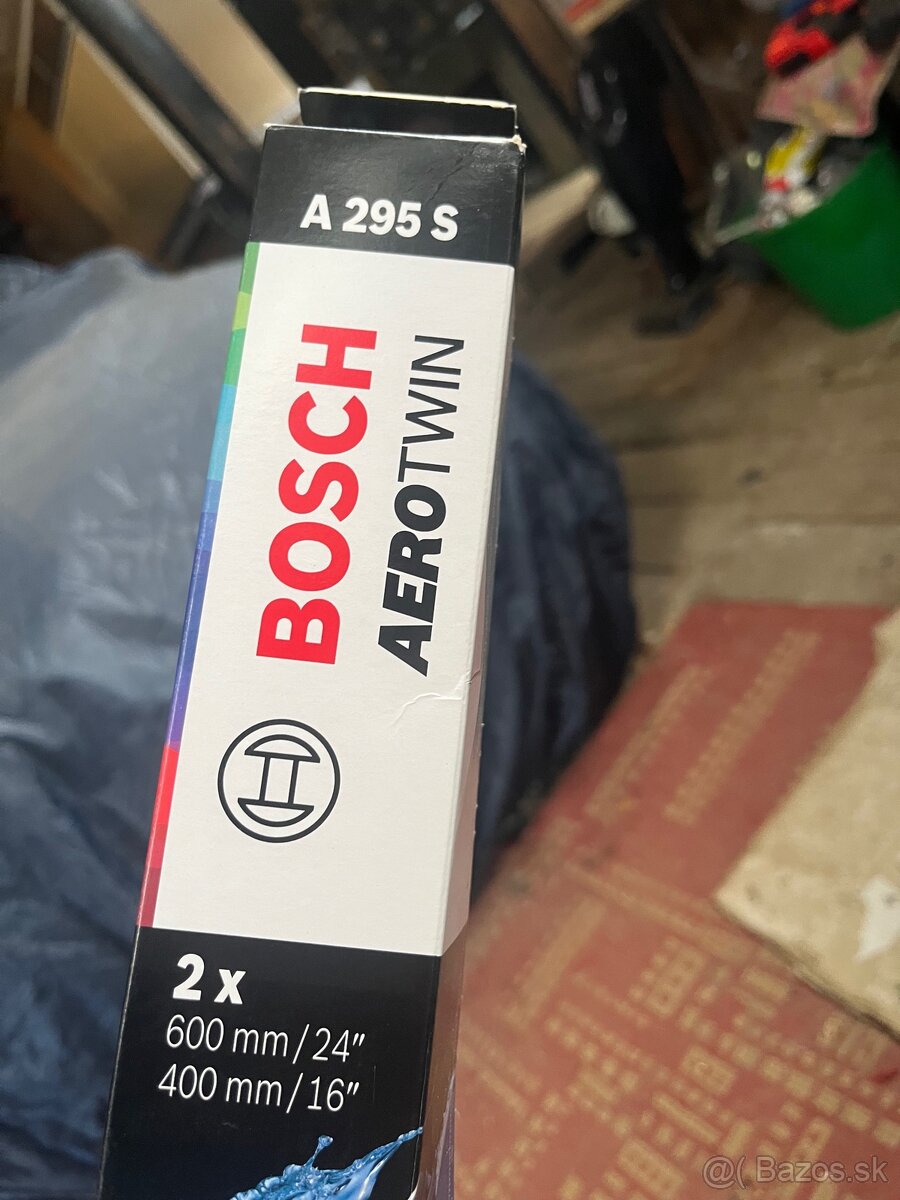 A 295 S
BOSCH
AEROTWIN
2 x
600 mm/24"
400 mm/16"
@( Bazos.sk